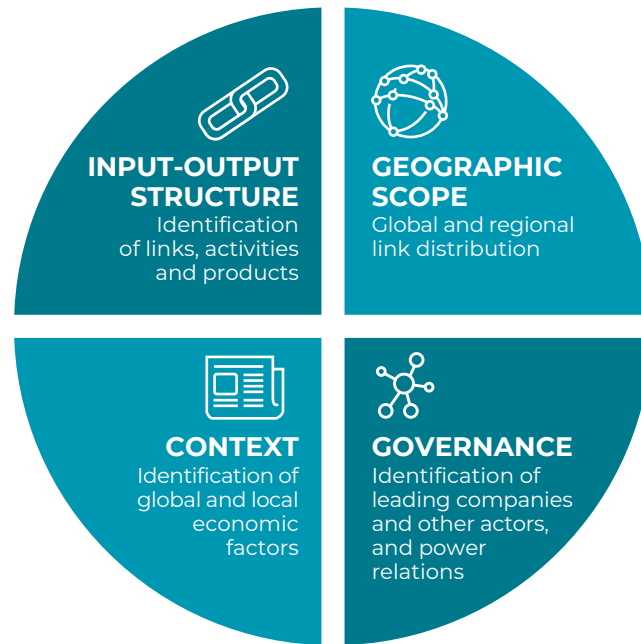 INPUT-OUTPUT
STRUCTURE
Identification
of links, activities
and products
GEOGRAPHIC
SCOPE
Global and regional
link distribution
CONTEXT
Identification of
global and local
economic
factors
GOVERNANCE
Identification of
leading companies
and other actors,
and power
relations